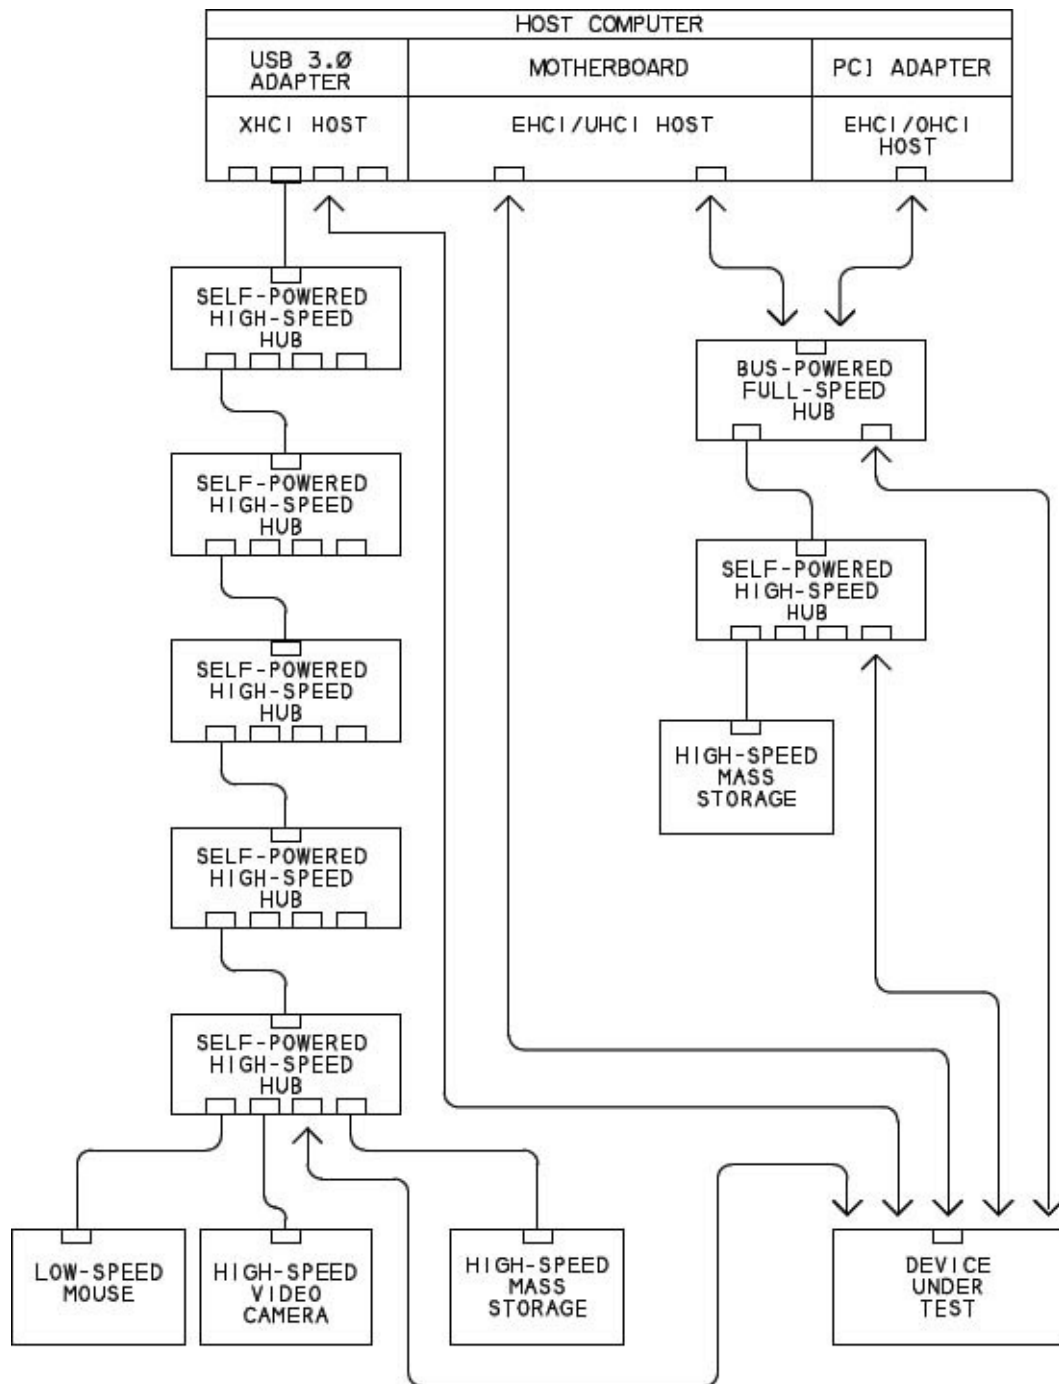 HOST COMPUTER
USB 3.0
ADAPTER
MOTHERBOARD
PCI ADAPTER
XHCI HOST
EHCI/UHCI HOST
EHCI/OHCI
HOST
SELF-POWERED
HIGH-SPEED
HUB
BUS-POWERED
FULL-SPEED
HUB
SELF-POWERED
HIGH-SPEED
HUB
SELF-POWERED
HIGH-SPEED
HUB
SELF-POWERED
HIGH-SPEED
HUB
HIGH-SPEED
MASS
STORAGE
SELF-POWERED
HIGH-SPEED
HUB
SELF-POWERED
HIGH-SPEED
HUB
LOW-SPEED
MOUSE
HIGH-SPEED
VIDEO
CAMERA
HIGH-SPEED
MASS
STORAGE
DEVICE
UNDER
TEST